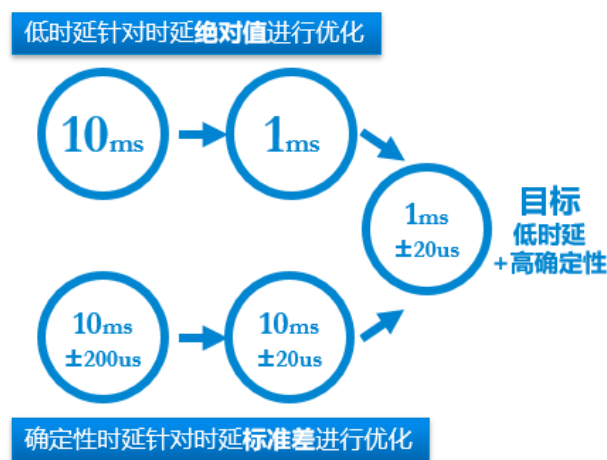 低时延针对时延绝对值进行优化
10ms
1ms
1ms
±20us
目标
低时延
+高确定性
10ms
±200us
10ms
±20us
确定性时延针对时延标准差进行优化